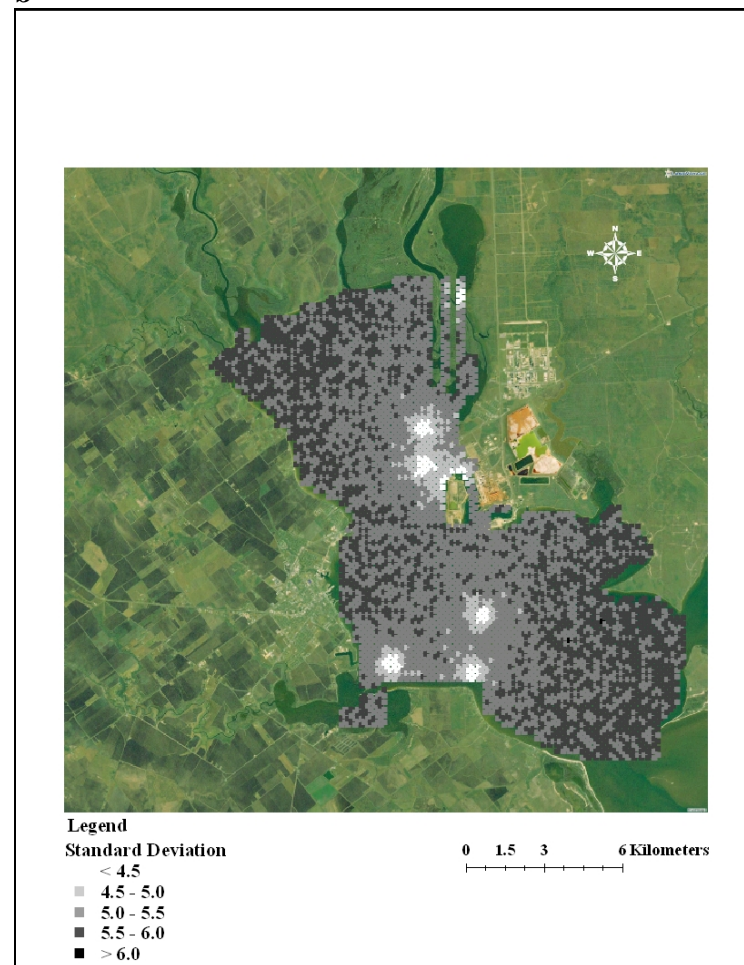 N
W E
S
Legend
Standard Deviation
< 4.5
4.5 - 5.0
5.0 - 5.5
5.5 - 6.0
> 6.0
0 1.5 3 6 Kilometers